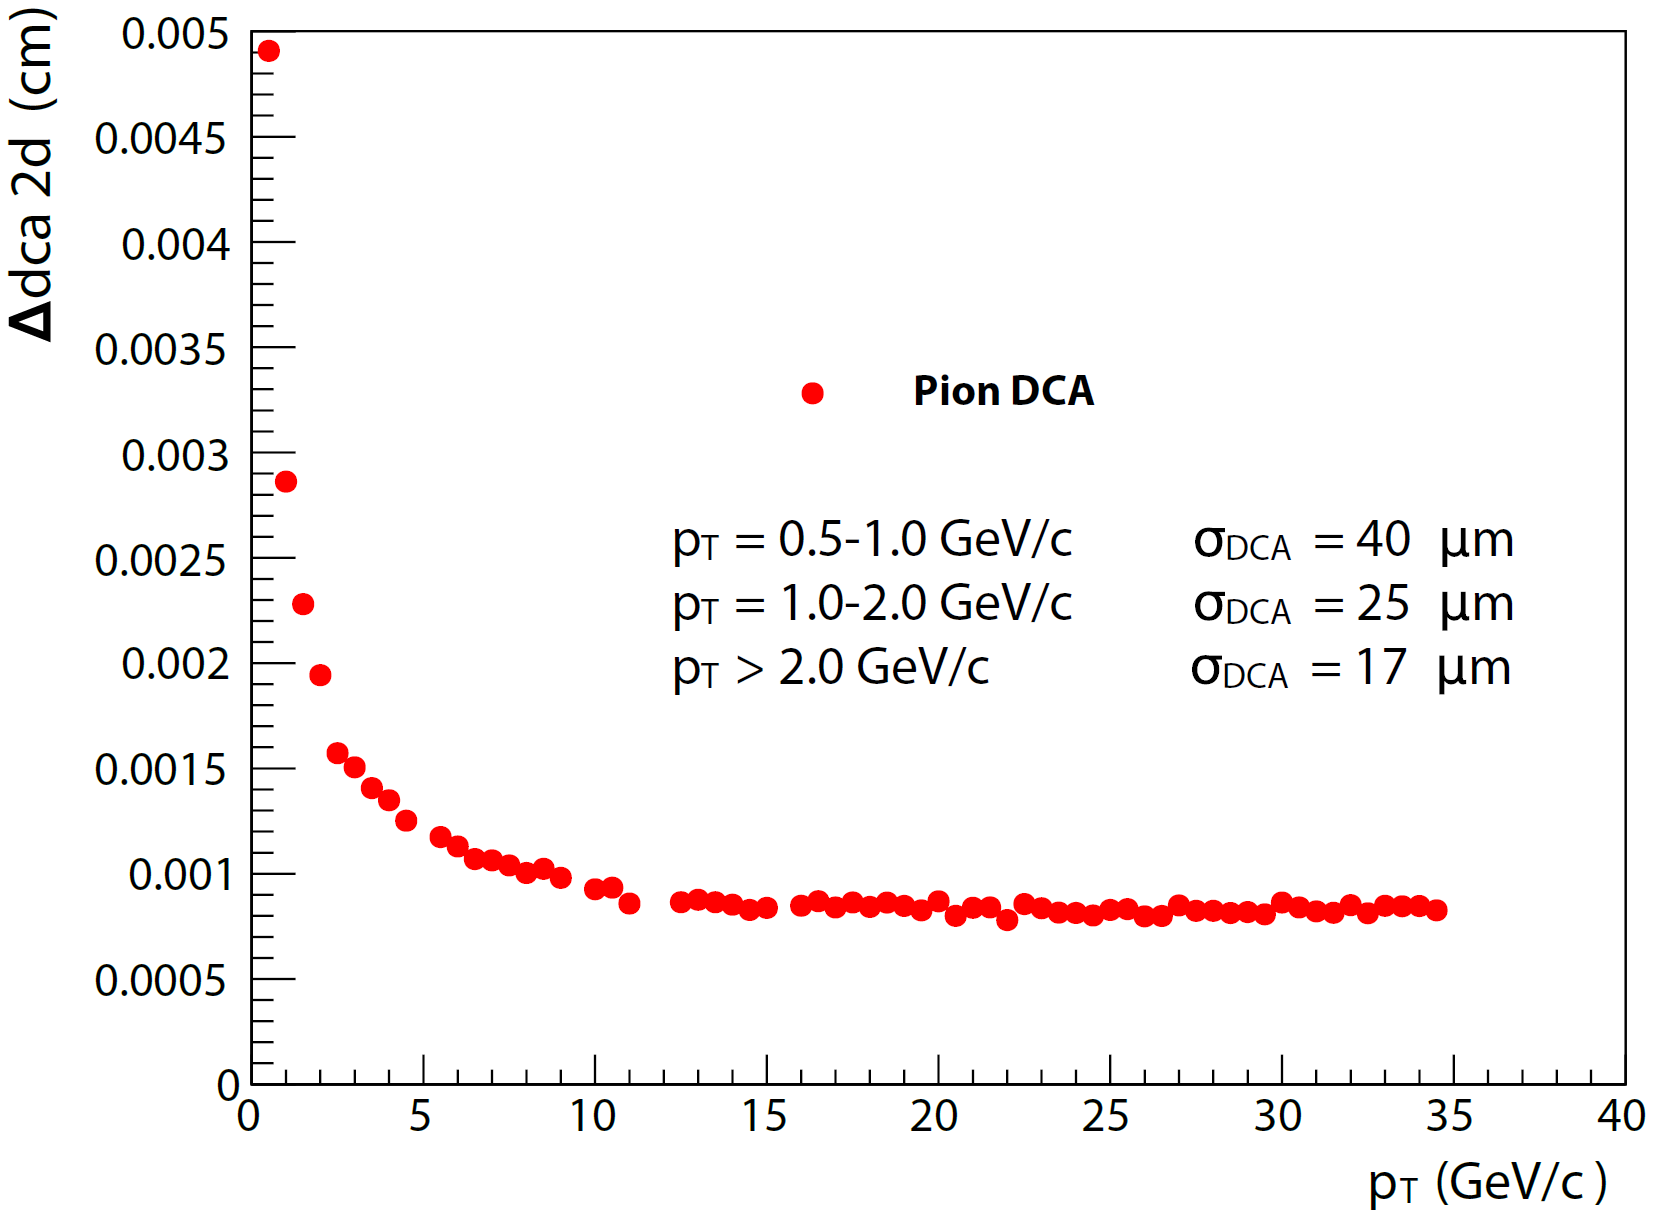 Δdca 2d (cm)
0.005
0.0045
0.004
0.0035
0.003
0.0025
0.002
0.0015
0.001
0.0005
0
Pion DCA
pT = 0.5-1.0 GeV/c σDCA = 40 μm
pT = 1.0-2.0 GeV/c σDCA = 25 μm
pT > 2.0 GeV/c σDCA = 17 μm
0 5 10 15 20 25 30 35 40
pT (GeV/c )